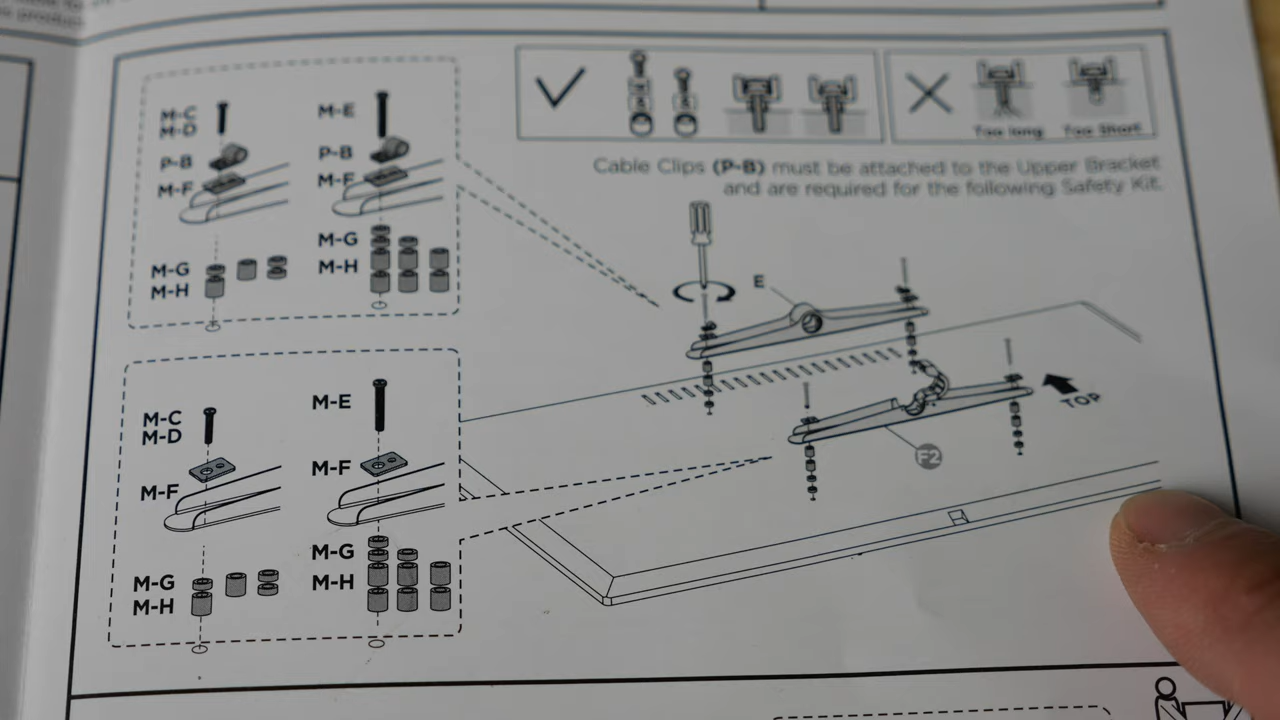 M-C
M-D
P-B
M-F
M-G
M-H
M-E
P-B
M-F
M-G
M-H
Too long
Too Short
Cable Clips (P-B) must be attached to the Upper Bracket
and are required for the following Safety Kit.
E
TOP
F2
M-C
M-D
M-F
M-G
M-H
M-E
M-F
M-G
M-H